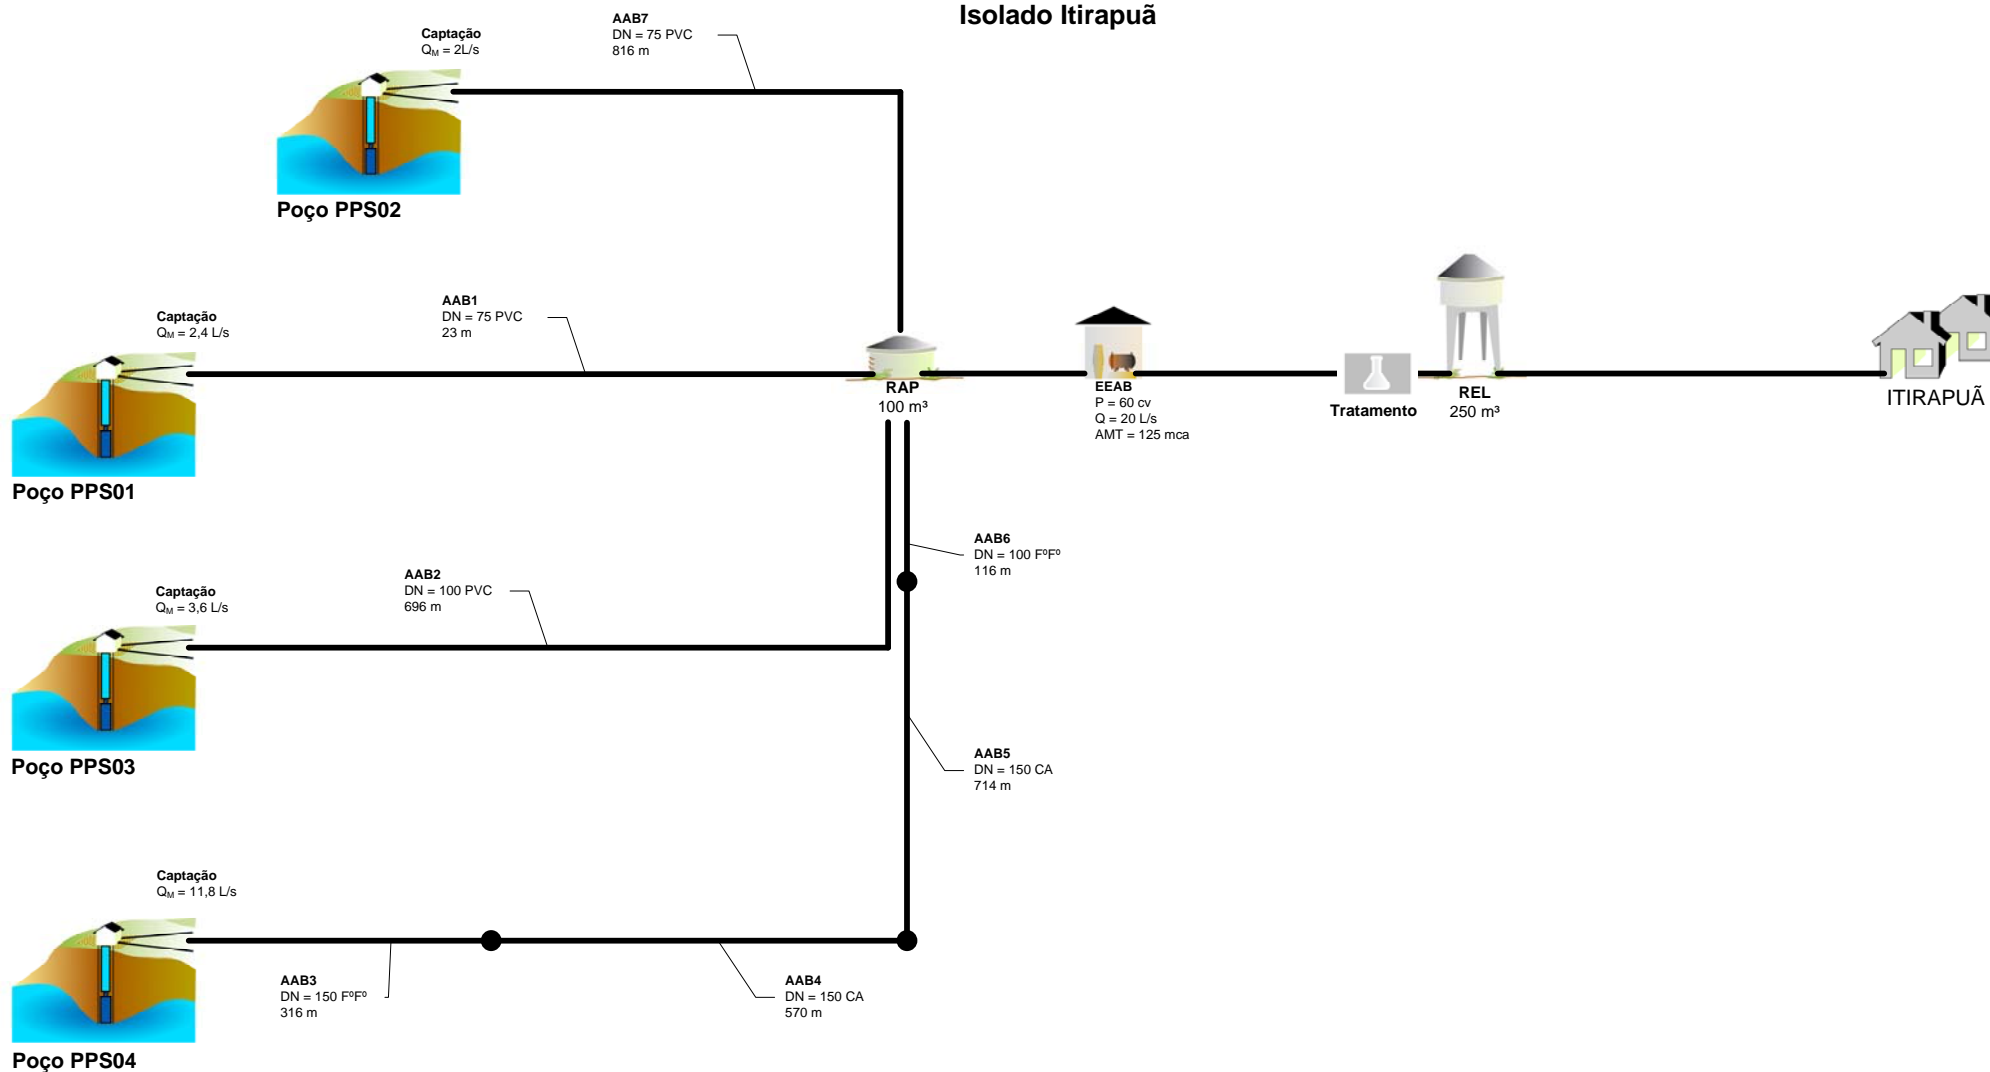 Isolado Itirapuã
AAB7
DN = 75 PVC
816 m
Captação
QM = 2L/s
Poço PPS02
AAB1
DN = 75 PVC
23 m
Captação
QM = 2,4 L/s
Poço PPS01
RAP
100 m³
EEAB
P = 60 cv
Q = 20 L/s
AMT = 125 mca
Tratamento
REL
250 m³
ITIRAPUÃ
AAB6
DN = 100 FºFº
116 m
AAB2
DN = 100 PVC
696 m
Captação
QM = 3,6 L/s
Poço PPS03
AAB5
DN = 150 CA
714 m
Captação
QM = 11,8 L/s
AAB3
DN = 150 FºFº
316 m
AAB4
DN = 150 CA
570 m
Poço PPS04